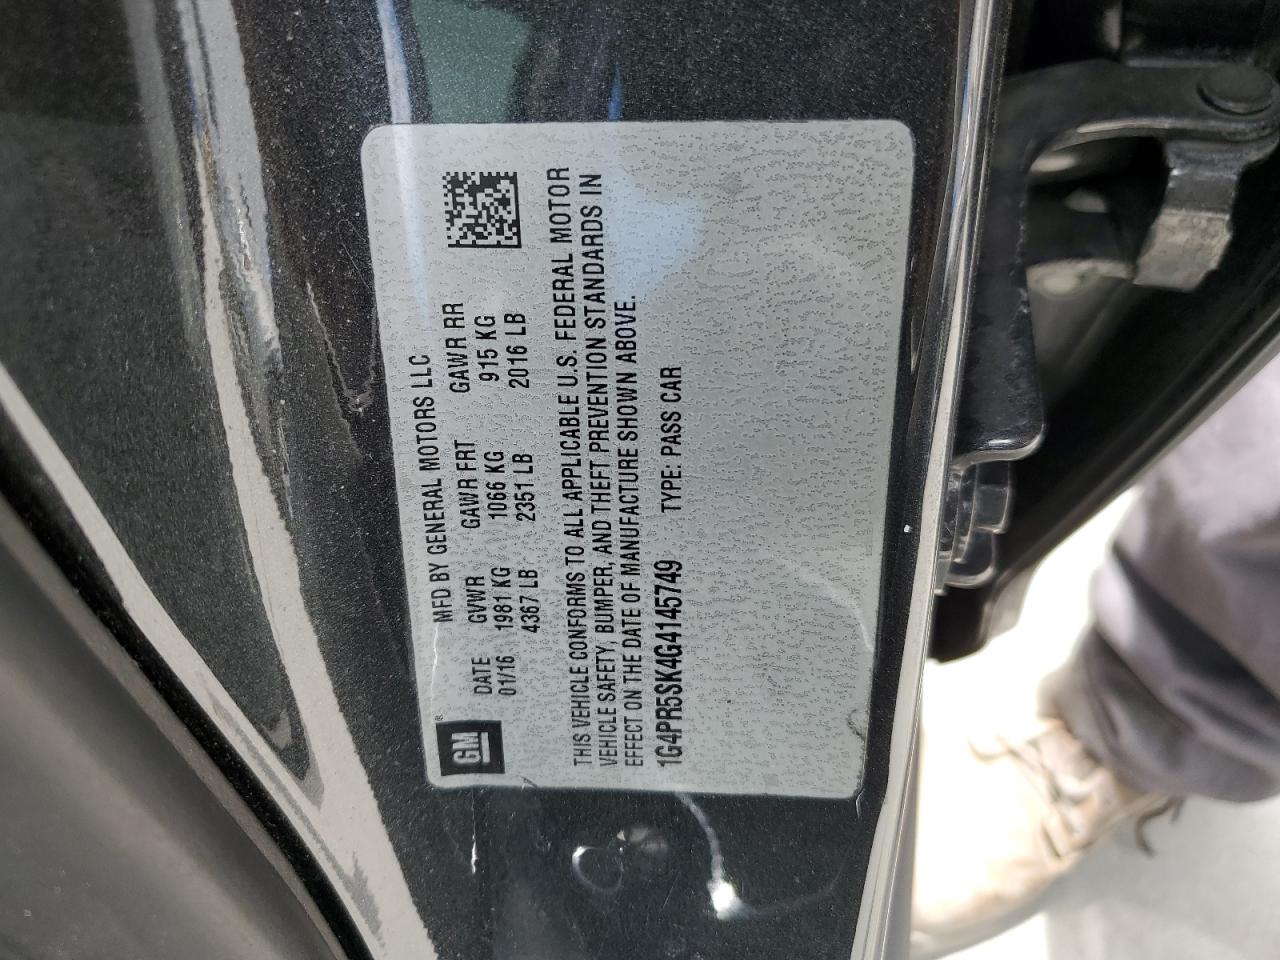 GM ®
MFD BY GENERAL MOTORS LLC
DATE GVWR GAWR FRT GAWR RR
01/16 1981 KG 1066 KG 915 KG
4367 LB 2351 LB 2016 LB
THIS VEHICLE CONFORMS TO ALL APPLICABLE U.S. FEDERAL MOTOR
VEHICLE SAFETY, BUMPER, AND THEFT PREVENTION STANDARDS IN
EFFECT ON THE DATE OF MANUFACTURE SHOWN ABOVE.
1G4PR5SK4G4145749 TYPE: PASS CAR